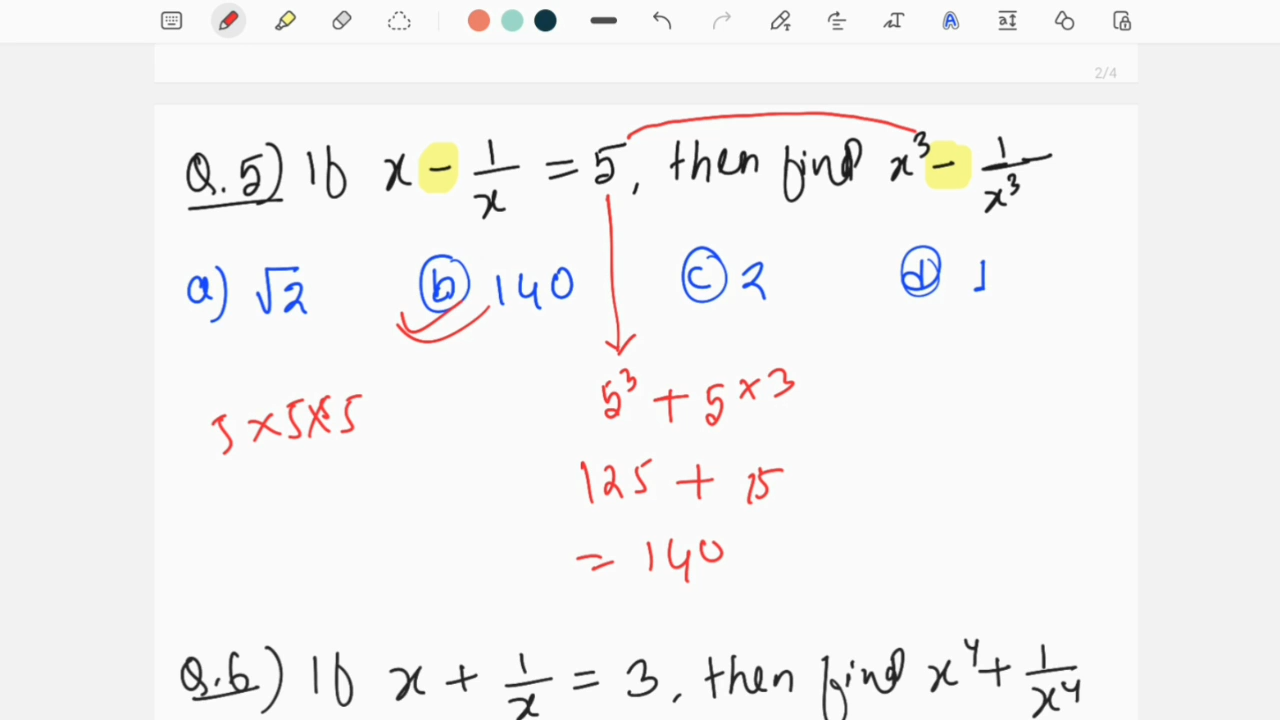 2/4
Q.5) If x - 1/x = 5, then find x³ - 1/x³
a) √2 b) 140 c) 2 d) 1
5×5×5
5³ + 5×3
125 + 15
= 140
Q.6) If x + 1/x = 3, then find x⁴ + 1/x⁴